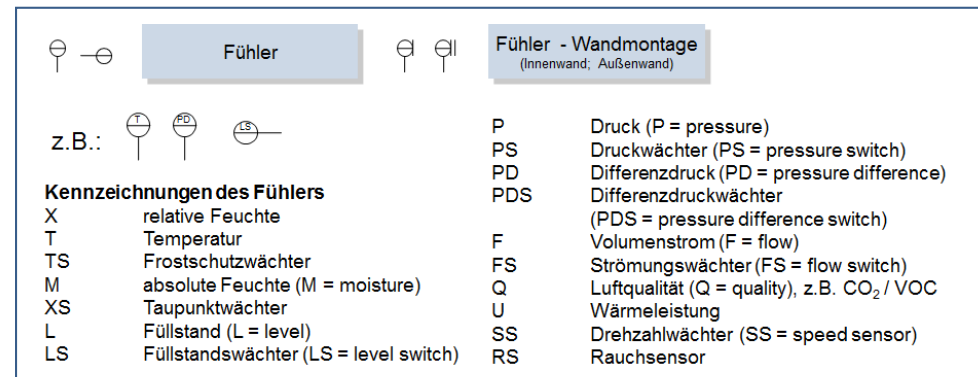 Fühler
Fühler - Wandmontage
(Innenwand; Außenwand)
z.B.:
T
PD
LS
Kennzeichnungen des Fühlers
X relative Feuchte
T Temperatur
TS Frostschutzwächter
M absolute Feuchte (M = moisture)
XS Taupunktwächter
L Füllstand (L = level)
LS Füllstandswächter (LS = level switch)
P Druck (P = pressure)
PS Druckwächter (PS = pressure switch)
PD Differenzdruck (PD = pressure difference)
PDS Differenzdruckwächter
(PDS = pressure difference switch)
F Volumenstrom (F = flow)
FS Strömungswächter (FS = flow switch)
Q Luftqualität (Q = quality), z.B. CO₂ / VOC
U Wärmeleistung
SS Drehzahlwächter (SS = speed sensor)
RS Rauchsensor